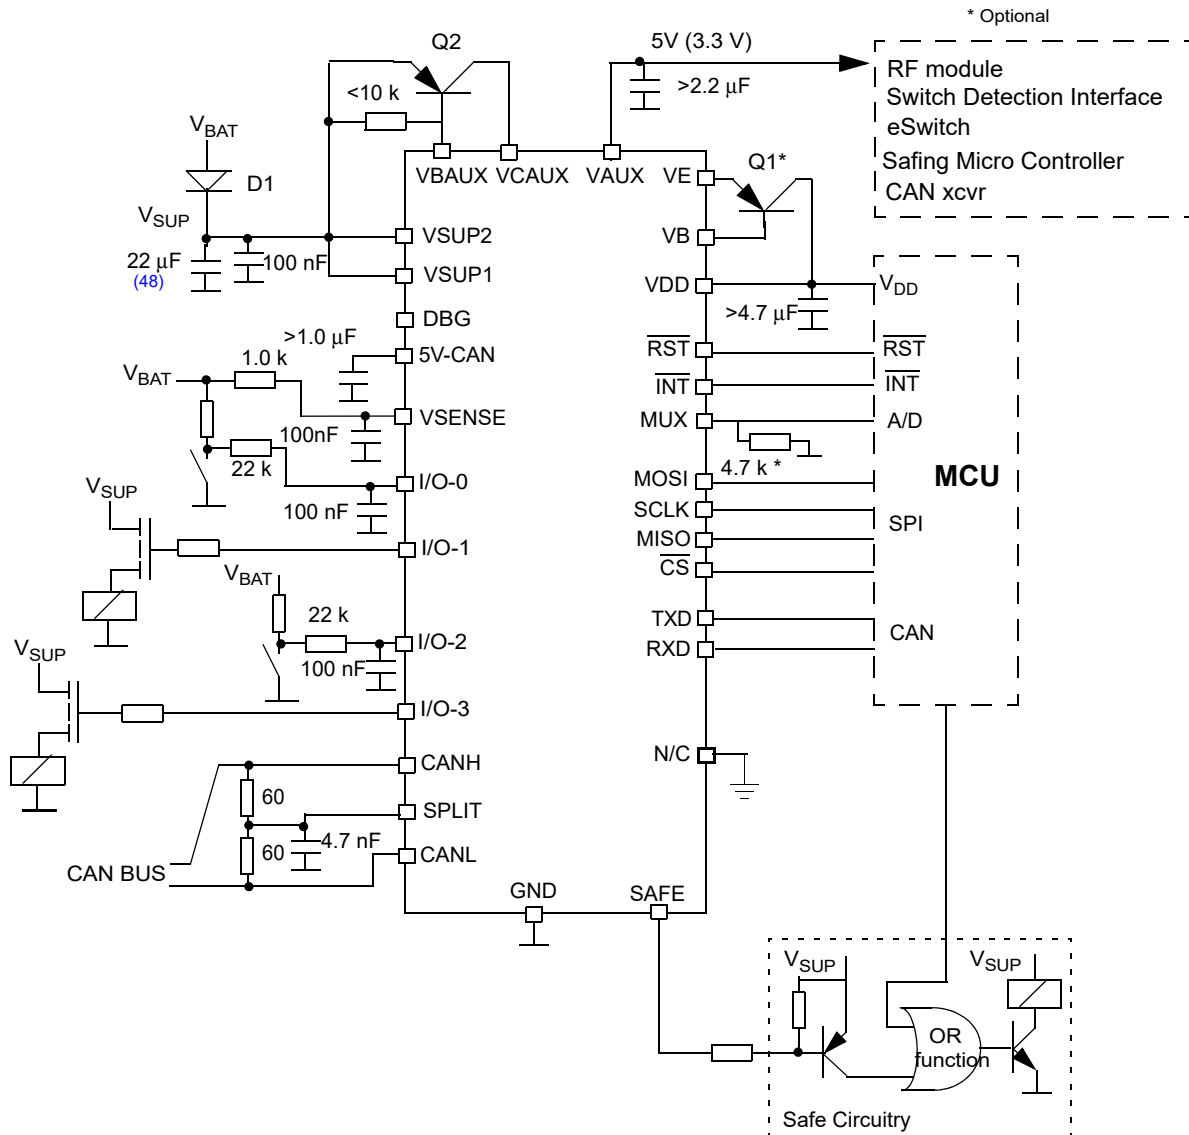 * Optional
Q2
5V (3.3 V)
RF module
Switch Detection Interface
eSwitch
Safing Micro Controller
CAN xcvr
<10 k
>2.2 μF
VBAT
D1
VSUP
22 μF
(48)
100 nF
VBAUX
VCAUX
VAUX
VE
Q1*
VB
VSUP2
VSUP1
VDD
VDD
>4.7 μF
DBG
>1.0 μF
5V-CAN
RST
RST
INT
INT
VBAT
1.0 k
VSENSE
100nF
MUX
A/D
4.7 k *
22 k
I/O-0
100 nF
MOSI
SCLK
MISO
CS
SPI
MCU
VSUP
I/O-1
VBAT
22 k
I/O-2
100 nF
TXD
RXD
CAN
VSUP
I/O-3
N/C
CANH
60
SPLIT
4.7 nF
60
CANL
CAN BUS
GND
SAFE
VSUP
VSUP
OR
function
Safe Circuitry